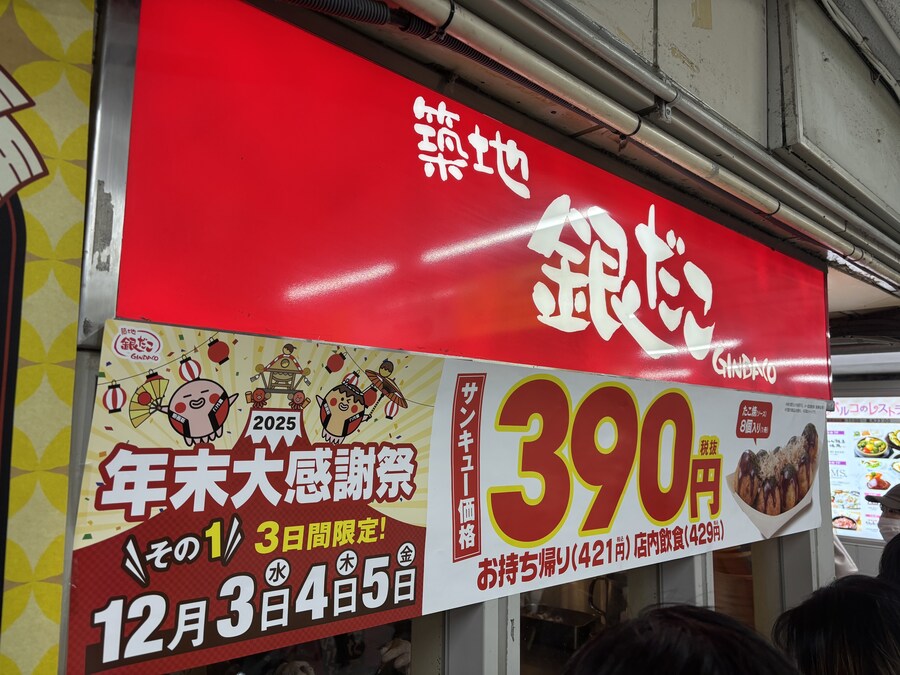 築地
銀だこ
GINDACO
築地
銀だこ
GINDACO
2025
年末大感謝祭
その1
3日間限定!
12月3日水4日木5日金
サンキュー価格
390円
税抜
お持ち帰り(421円)店内飲食(429円)
たこ焼(ソース)
8個入り(1舟)